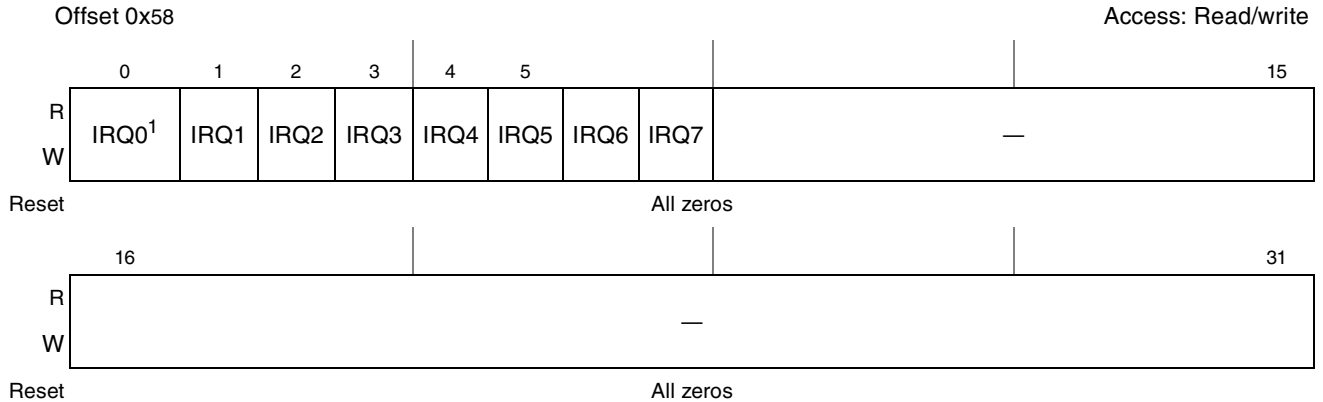 Offset 0x58 Access: Read/write
0 1 2 3 4 5 15
R
IRQ0¹ IRQ1 IRQ2 IRQ3 IRQ4 IRQ5 IRQ6 IRQ7 —
W
Reset All zeros
16 31
R
—
W
Reset All zeros